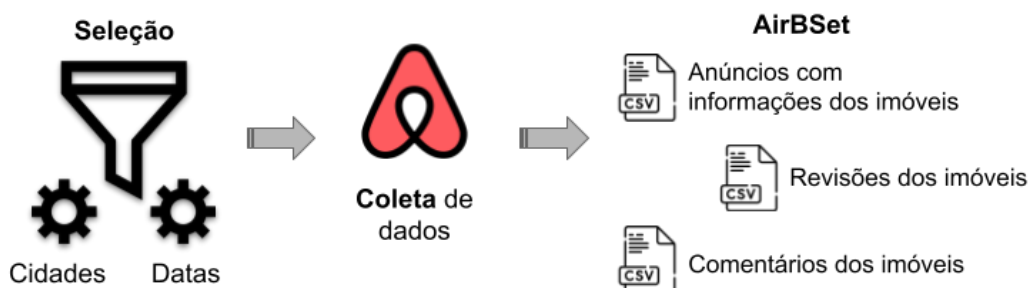 Seleção
Cidades
Datas
Coleta de
dados
AirBSet
CSV
Anúncios com
informações dos imóveis
CSV
Revisões dos imóveis
CSV
Comentários dos imóveis